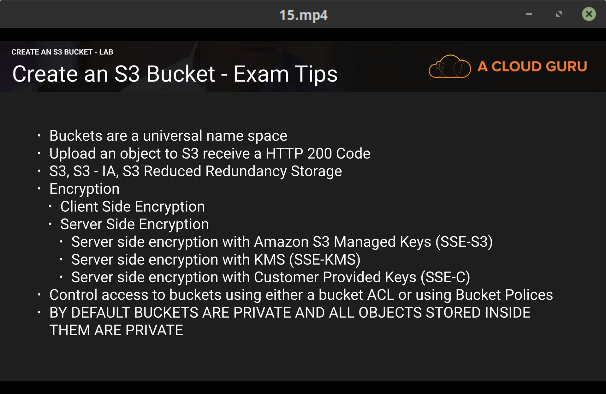 15.mp4
CREATE AN S3 BUCKET - LAB
Create an S3 Bucket - Exam Tips
A CLOUD GURU
· Buckets are a universal name space
· Upload an object to S3 receive a HTTP 200 Code
· S3, S3 - IA, S3 Reduced Redundancy Storage
· Encryption
· Client Side Encryption
· Server Side Encryption
· Server side encryption with Amazon S3 Managed Keys (SSE-S3)
· Server side encryption with KMS (SSE-KMS)
· Server side encryption with Customer Provided Keys (SSE-C)
· Control access to buckets using either a bucket ACL or using Bucket Polices
· BY DEFAULT BUCKETS ARE PRIVATE AND ALL OBJECTS STORED INSIDE
THEM ARE PRIVATE